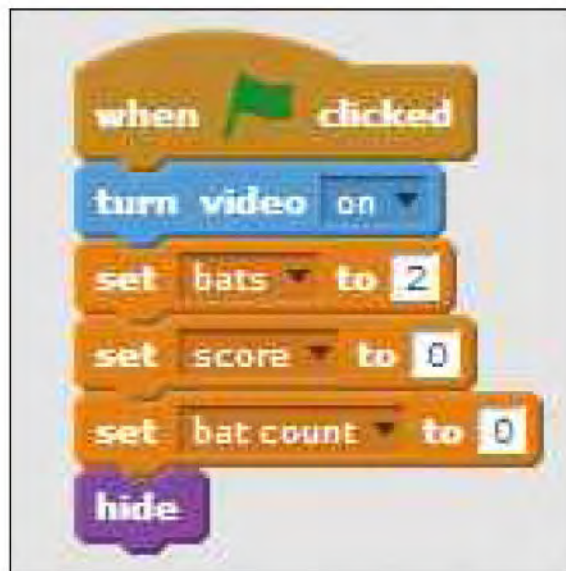 when clicked
turn video on
set bats to 2
set score to 0
set bat count to 0
hide